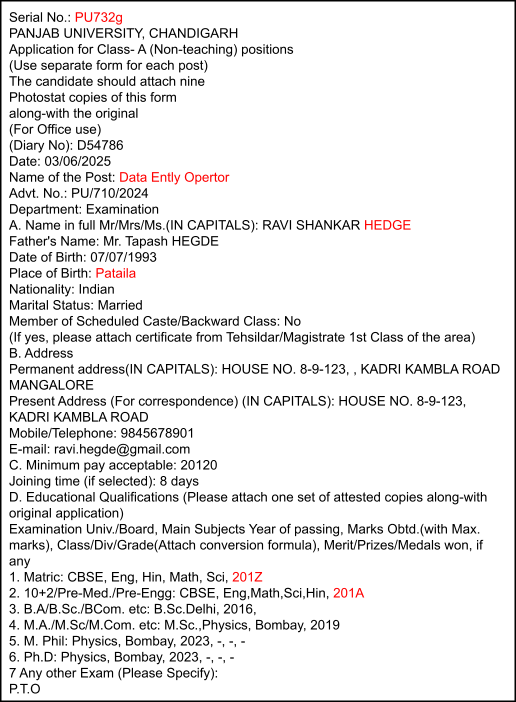 Serial No.: PU732g
PANJAB UNIVERSITY, CHANDIGARH
Application for Class- A (Non-teaching) positions
(Use separate form for each post)
The candidate should attach nine
Photostat copies of this form
along-with the original
(For Office use)
(Diary No): D54786
Date: 03/06/2025
Name of the Post: Data Ently Opertor
Advt. No.: PU/710/2024
Department: Examination
A. Name in full Mr/Mrs/Ms.(IN CAPITALS): RAVI SHANKAR HEDGE
Father's Name: Mr. Tapash HEGDE
Date of Birth: 07/07/1993
Place of Birth: Pataila
Nationality: Indian
Marital Status: Married
Member of Scheduled Caste/Backward Class: No
(If yes, please attach certificate from Tehsildar/Magistrate 1st Class of the area)
B. Address
Permanent address(IN CAPITALS): HOUSE NO. 8-9-123, , KADRI KAMBLA ROAD
MANGALORE
Present Address (For correspondence) (IN CAPITALS): HOUSE NO. 8-9-123,
KADRI KAMBLA ROAD
Mobile/Telephone: 9845678901
E-mail: ravi.hegde@gmail.com
C. Minimum pay acceptable: 20120
Joining time (if selected): 8 days
D. Educational Qualifications (Please attach one set of attested copies along-with
original application)
Examination Univ./Board, Main Subjects Year of passing, Marks Obtd.(with Max.
marks), Class/Div/Grade(Attach conversion formula), Merit/Prizes/Medals won, if
any
1. Matric: CBSE, Eng, Hin, Math, Sci, 201Z
2. 10+2/Pre-Med./Pre-Engg: CBSE, Eng,Math,Sci,Hin, 201A
3. B.A/B.Sc./BCom. etc: B.Sc.Delhi, 2016,
4. M.A./M.Sc/M.Com. etc: M.Sc.,Physics, Bombay, 2019
5. M. Phil: Physics, Bombay, 2023, -, -, -
6. Ph.D: Physics, Bombay, 2023, -, -, -
7 Any other Exam (Please Specify):
P.T.O